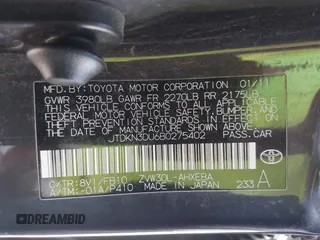 MFD.BY:TOYOTA MOTOR CORPORATION 01/11
GVWR 3980LB GAWR FR 2270LB RR 2175LB
THIS VEHICLE CONFORMS TO ALL APPLICABLE
FEDERAL MOTOR VEHICLE SAFETY, BUMPER, AND
THEFT PREVENTION STANDARDS IN EFFECT ON
THE DATE OF MANUFACTURE SHOWN ABOVE.
JTDKN3DU6B0275402 PASS.CAR
C/TR:8V1/FB10 ZVW30L-AHXEBA
A/TM:-01A/P410 MADE IN JAPAN 233 A
DREAMBID